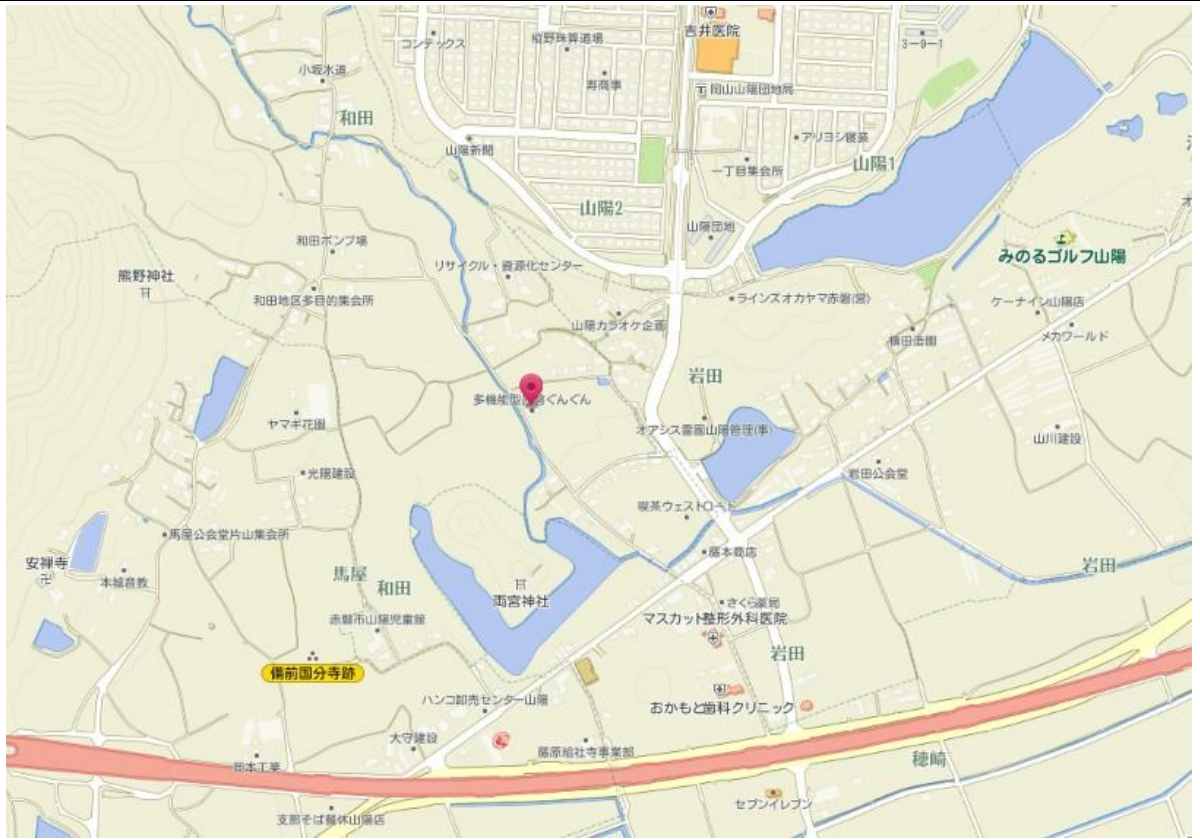 吉井医院
コンテックス
植野珠算道場
3-9-1
小坂水道
寿商事
岡山山陽団地局
和田
アリヨシ寝装
山陽新聞
一丁目集会所
山陽1
山陽2
山陽団地
和田ポンプ場
みのるゴルフ山陽
リサイクル・資源化センター
熊野神社
和田地区多目的集会所
ラインズオカヤマ赤磐(営)
ケーナイン山陽店
山陽カラオケ企画
メカワールド
横田造園
岩田
多機能型
ぐんぐん
ヤマギ花園
オアシス霊園山陽管理(事)
山川建設
光陽建設
岩田公会堂
喫茶ウェストロード
馬屋公会堂片山集会所
藤本商店
安禅寺
岩田
馬屋
和田
本城音教
両宮神社
さくら薬局
赤磐市山陽児童館
マスカット整形外科医院
岩田
備前国分寺跡
ハンコ卸売センター山陽
おかもと歯科クリニック
大守建設
藤原総社寺事業部
穂崎
岡本工業
セブンイレブン
支那そば餐休山陽店